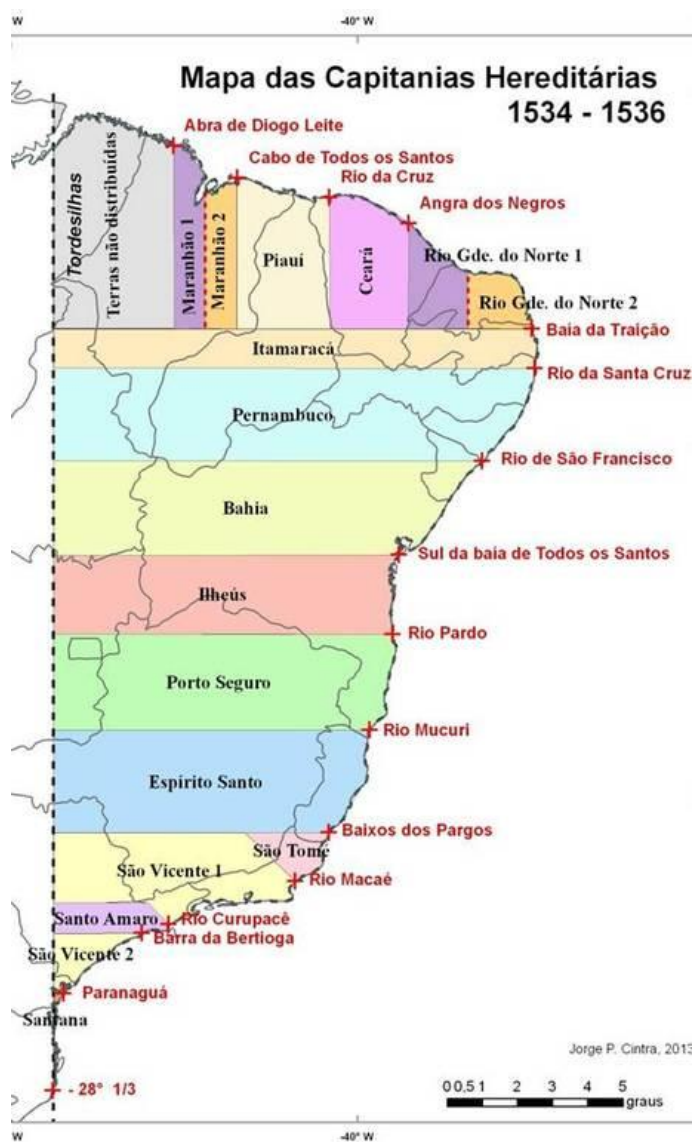 W
-40° W
Mapa das Capitanias Hereditárias
1534 - 1536
Abra de Diogo Leite
Cabo de Todos os Santos
Rio da Cruz
Angra dos Negros
Tordesilhas
Terras não distribuídas
Maranhão 1
Maranhão 2
Piauí
Ceará
Rio Gde. do Norte 1
Rio Gde. do Norte 2
Baía da Traição
Itamaracá
Rio da Santa Cruz
Pernambuco
Rio de São Francisco
Bahia
Sul da baia de Todos os Santos
Ilheús
Rio Pardo
Porto Seguro
Rio Mucuri
Espírito Santo
Baixos dos Pargos
São Tomé
São Vicente 1
Rio Macaé
Santo Amaro
Rio Curupacê
Barra da Bertioga
São Vicente 2
Paranaguá
Santana
Jorge P. Cintra, 2013
- 28° 1/3
0 0,5 1 2 3 4 5
graus
W
-40° W